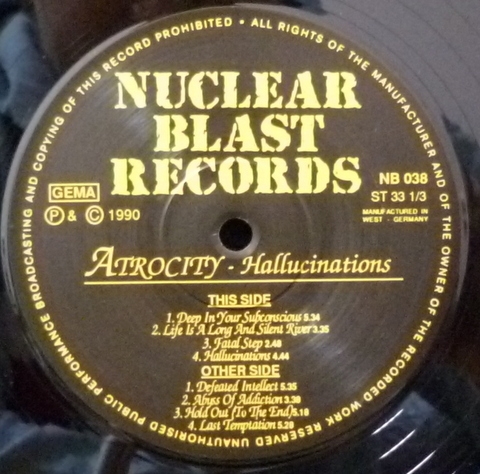 UNAUTHORISED PUBLIC PERFORMANCE BROADCASTING AND COPYING OF THIS RECORD PROHIBITED • ALL RIGHTS OF THE MANUFACTURER AND OF THE OWNER OF THE RECORDED WORK RESERVED
NUCLEAR
BLAST
RECORDS
GEMA
Ⓟ & © 1990
NB 038
ST 33 1/3
MANUFACTURED IN
WEST - GERMANY
ATROCITY - Hallucinations
THIS SIDE
1. Deep In Your Subconscious 5.34
2. Life Is A Long And Silent River 3.35
3. Fatal Step 2.48
4. Hallucinations 4.44
OTHER SIDE
1. Defeated Intellect 5.35
2. Abyss Of Addiction 3.38
3. Hold Out (To The End) 5.18
4. Last Temptation 5.28